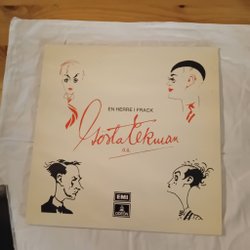 EN HERRE I FRACK
Gösta Ekman
d.ä.
EMI
ODEON